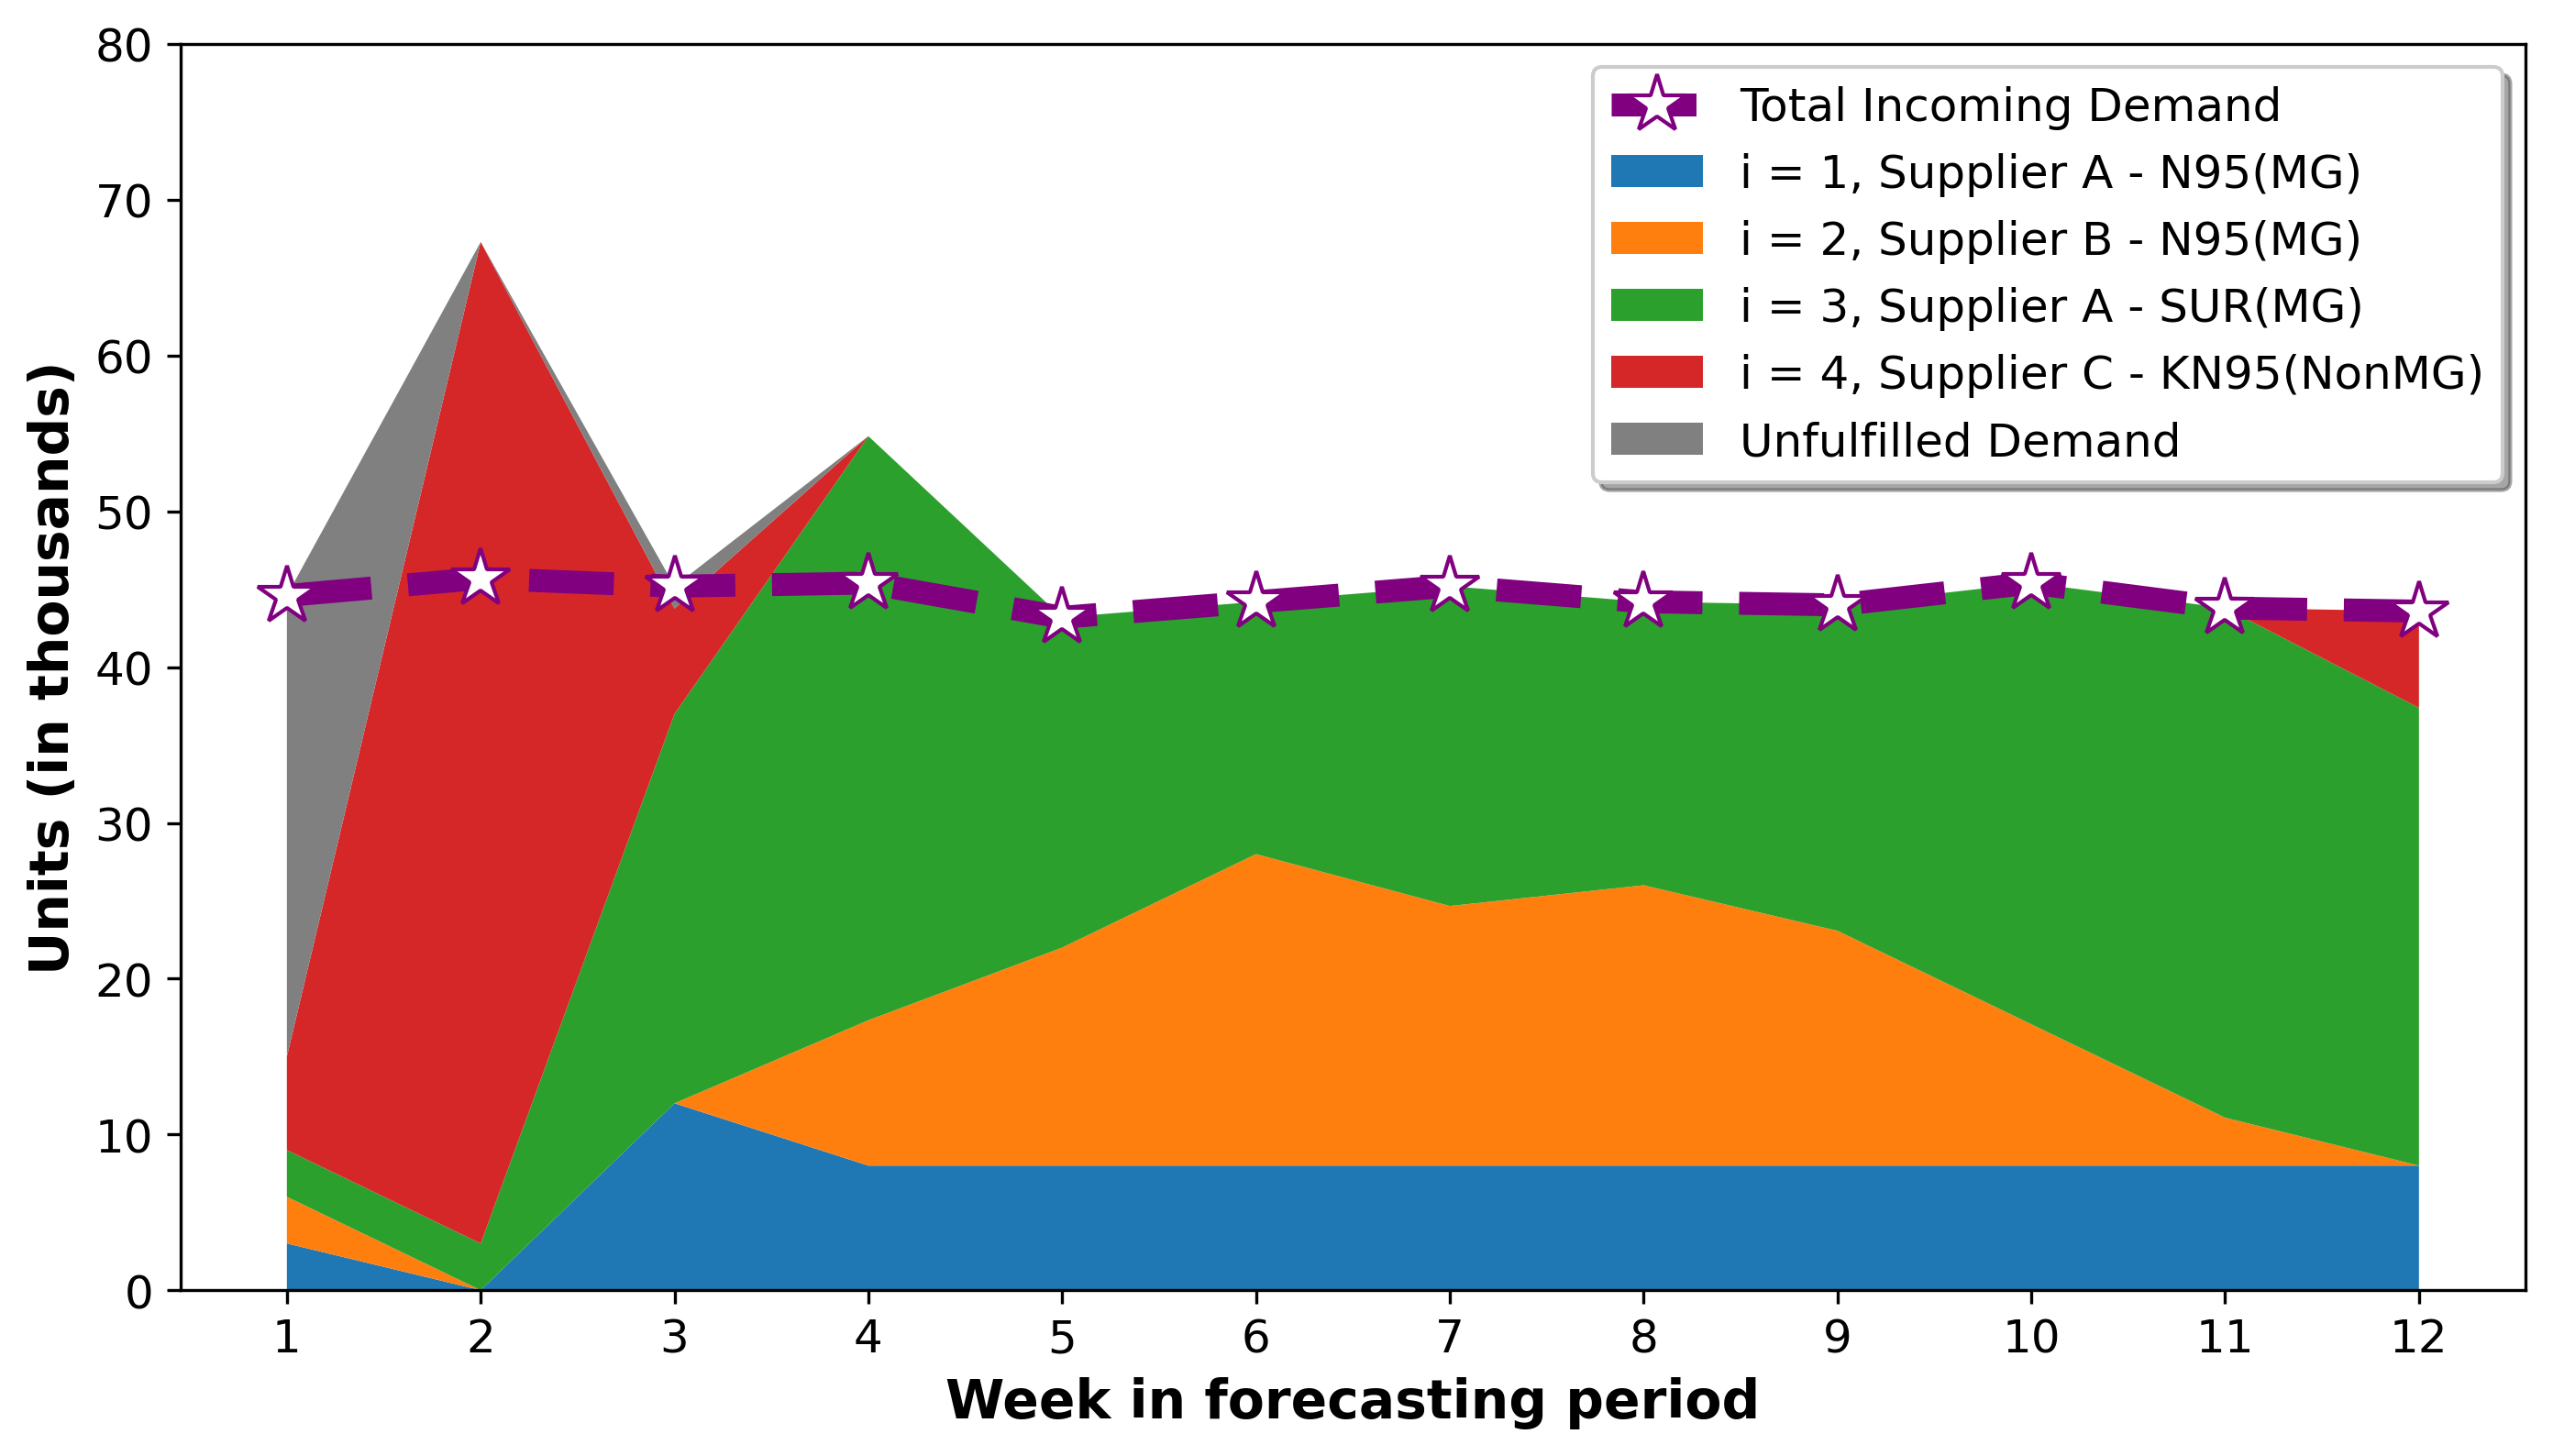 80
70
60
50
40
30
20
10
0
Units (in thousands)
Total Incoming Demand
i = 1, Supplier A - N95(MG)
i = 2, Supplier B - N95(MG)
i = 3, Supplier A - SUR(MG)
i = 4, Supplier C - KN95(NonMG)
Unfulfilled Demand
1 2 3 4 5 6 7 8 9 10 11 12
Week in forecasting period